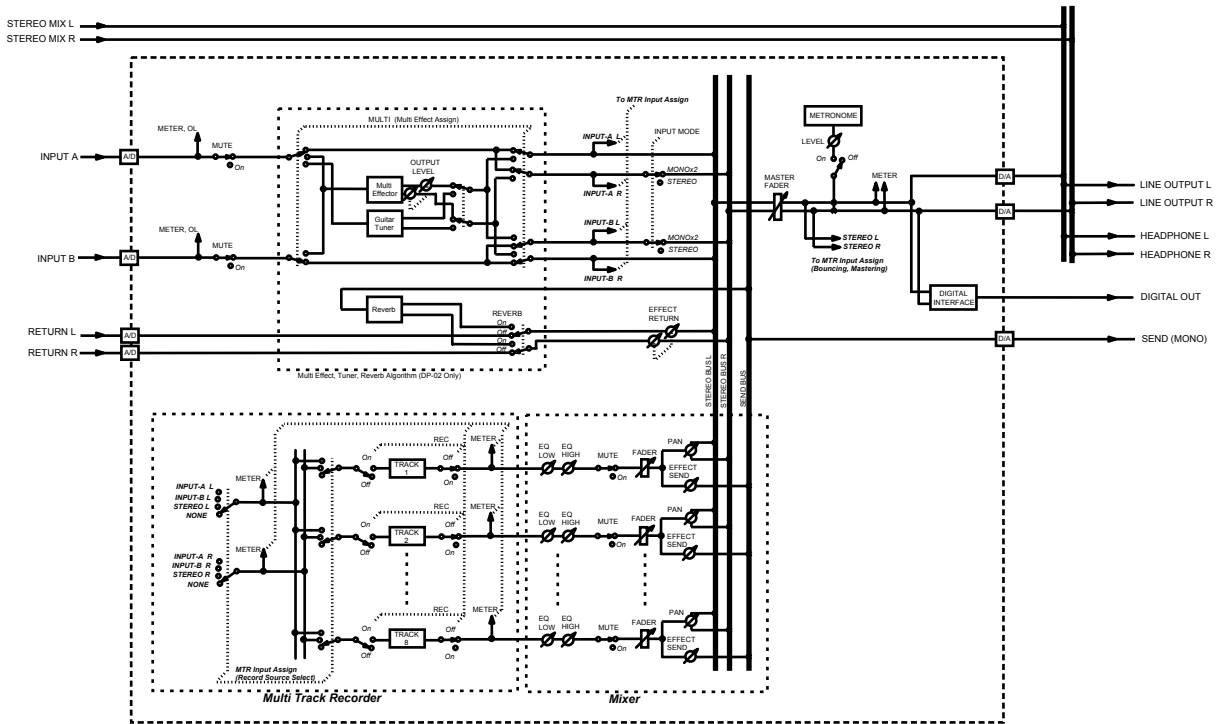 STEREO MIX L
STEREO MIX R
METER, OL
MUTE
On
INPUT A
A/D
MULTI (Multi Effect Assign)
OUTPUT
LEVEL
Multi
Effector
Guitar
Tuner
To MTR Input Assign
INPUT-A L
INPUT MODE
MONOx2
STEREO
INPUT-A R
INPUT-B L
MONOx2
STEREO
INPUT-B R
METER, OL
MUTE
On
INPUT B
A/D
METRONOME
LEVEL
On
Off
METER
MASTER
FADER
STEREO L
STEREO R
To MTR Input Assign
(Bouncing, Mastering)
D/A
D/A
LINE OUTPUT L
LINE OUTPUT R
HEADPHONE L
HEADPHONE R
DIGITAL
INTERFACE
DIGITAL OUT
D/A
SEND (MONO)
Reverb
REVERB
On
Off
On
Off
EFFECT
RETURN
RETURN L
A/D
RETURN R
A/D
Multi Effect, Tuner, Reverb Algorithm (DP-02 Only)
STEREO BUS L
STEREO BUS R
SEND BUS
INPUT-A L
INPUT-B L
STEREO L
NONE
METER
INPUT-A R
INPUT-B R
STEREO R
NONE
METER
MTR Input Assign
(Record Source Select)
REC
On
Off
TRACK
1
Off
On
METER
EQ
LOW
EQ
HIGH
MUTE
On
FADER
PAN
EFFECT
SEND
REC
On
Off
TRACK
2
Off
On
METER
EQ
LOW
EQ
HIGH
MUTE
On
FADER
PAN
EFFECT
SEND
REC
On
Off
TRACK
8
Off
On
METER
EQ
LOW
EQ
HIGH
MUTE
On
FADER
PAN
EFFECT
SEND
Multi Track Recorder
Mixer